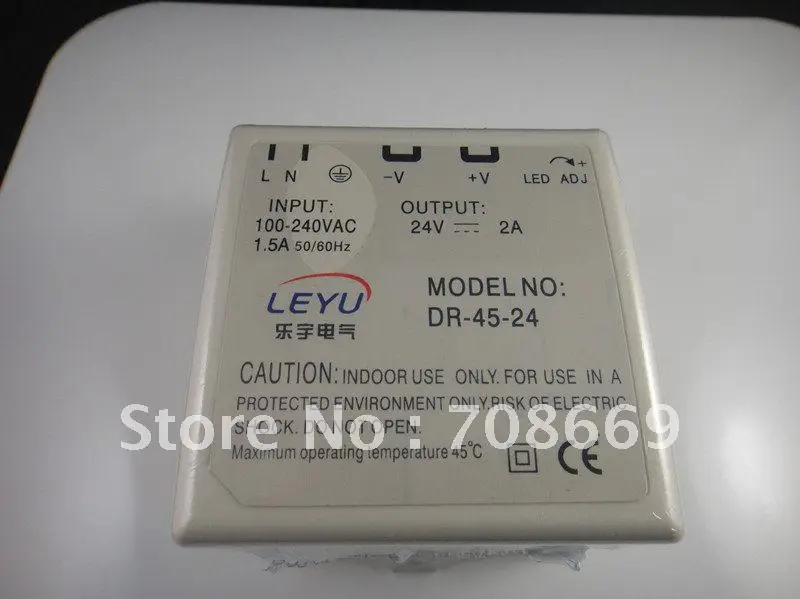 L N -V +V LED ADJ
+
INPUT: OUTPUT:
100-240VAC 24V 2A
1.5A 50/60Hz
LEYU
乐宇电气
MODEL NO:
DR-45-24
CAUTION: INDOOR USE ONLY. FOR USE IN A
PROTECTED ENVIRONMENT ONLY.RISK OF ELECTRIC
SHOCK. DO NOT OPEN.
Maximum operating temperature 45℃
CE
Store No: 708669